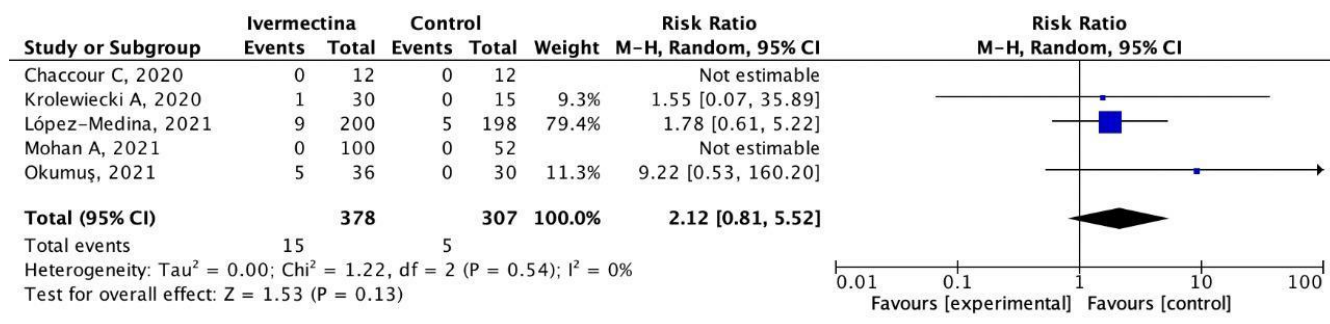 Ivermectina Control Risk Ratio Risk Ratio
Study or Subgroup Events Total Events Total Weight M-H, Random, 95% CI M-H, Random, 95% CI
Chaccour C, 2020 0 12 0 12 Not estimable
Krolewiecki A, 2020 1 30 0 15 9.3% 1.55 [0.07, 35.89]
López-Medina, 2021 9 200 5 198 79.4% 1.78 [0.61, 5.22]
Mohan A, 2021 0 100 0 52 Not estimable
Okumuş, 2021 5 36 0 30 11.3% 9.22 [0.53, 160.20]
Total (95% CI) 378 307 100.0% 2.12 [0.81, 5.52]
Total events 15 5
Heterogeneity: Tau² = 0.00; Chi² = 1.22, df = 2 (P = 0.54); I² = 0%
Test for overall effect: Z = 1.53 (P = 0.13)
0.01 0.1 1 10 100
Favours [experimental] Favours [control]